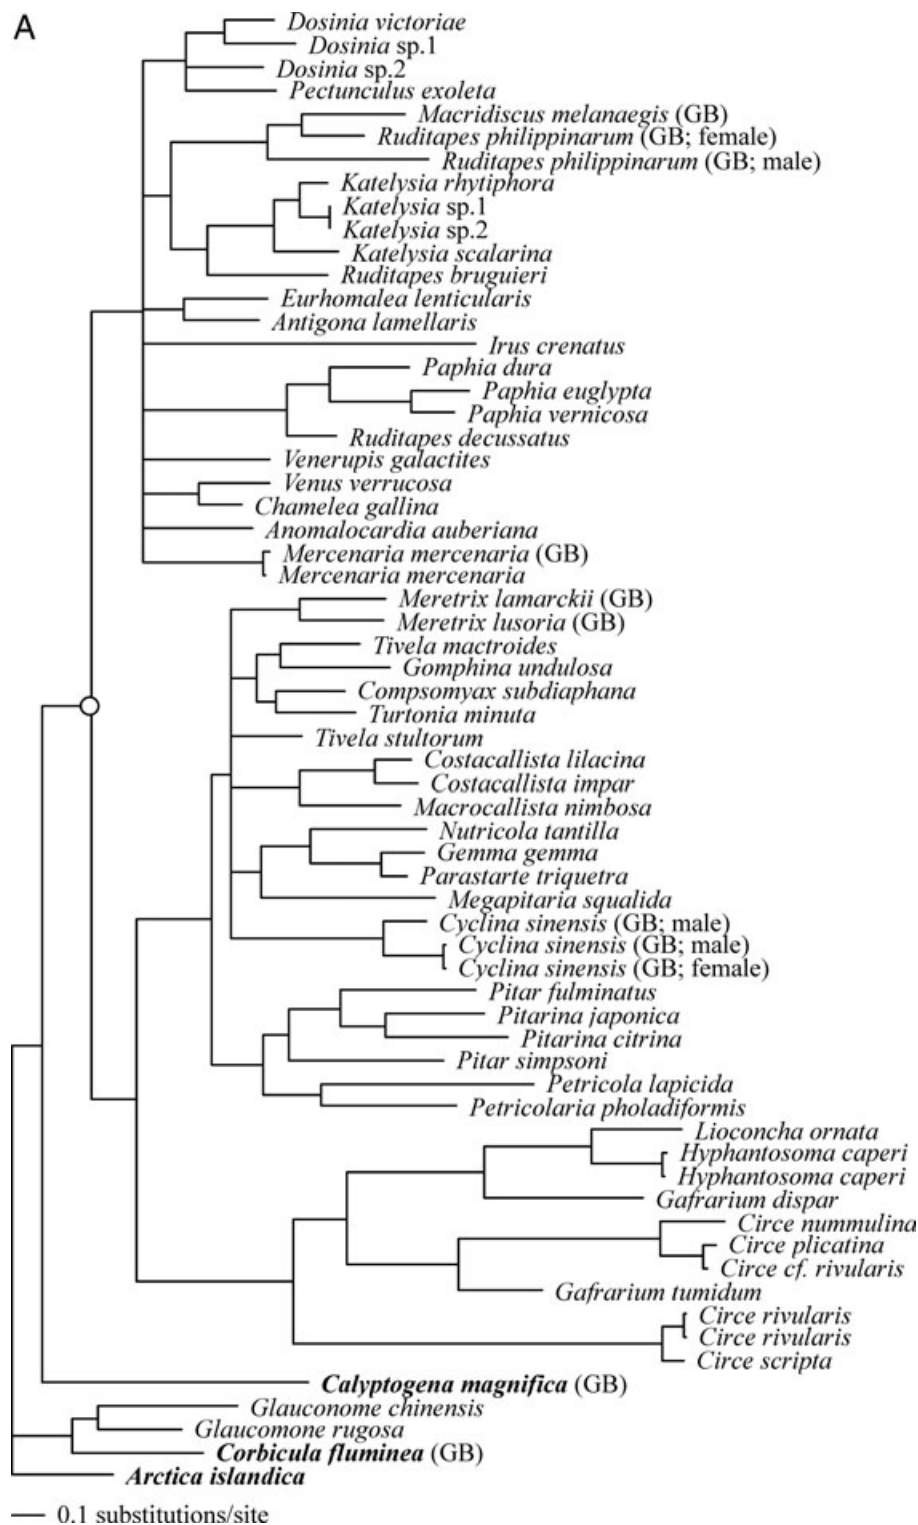 A
Dosinia victoriae
Dosinia sp.1
Dosinia sp.2
Pectunculus exoleta
Macridiscus melanaegis (GB)
Ruditapes philippinarum (GB; female)
Ruditapes philippinarum (GB; male)
Katelysia rhytiphora
Katelysia sp.1
Katelysia sp.2
Katelysia scalarina
Ruditapes bruguieri
Eurhomalea lenticularis
Antigona lamellaris
Irus crenatus
Paphia dura
Paphia euglypta
Paphia vernicosa
Ruditapes decussatus
Venerupis galactites
Venus verrucosa
Chamelea gallina
Anomalocardia auberiana
Mercenaria mercenaria (GB)
Mercenaria mercenaria
Meretrix lamarckii (GB)
Meretrix lusoria (GB)
Tivela mactroides
Gomphina undulosa
Compsomyax subdiaphana
Turtonia minuta
Tivela stultorum
Costacallista lilacina
Costacallista impar
Macrocallista nimbosa
Nutricola tantilla
Gemma gemma
Parastarte triquetra
Megapitaria squalida
Cyclina sinensis (GB; male)
Cyclina sinensis (GB; male)
Cyclina sinensis (GB; female)
Pitar fulminatus
Pitarina japonica
Pitarina citrina
Pitar simpsoni
Petricola lapicida
Petricolaria pholadiformis
Lioconcha ornata
Hyphantosoma caperi
Hyphantosoma caperi
Gafrarium dispar
Circe nummulina
Circe plicatina
Circe cf. rivularis
Gafrarium tumidum
Circe rivularis
Circe rivularis
Circe scripta
Calyptogena magnifica (GB)
Glauconome chinensis
Glaucomone rugosa
Corbicula fluminea (GB)
Arctica islandica
0.1 substitutions/site